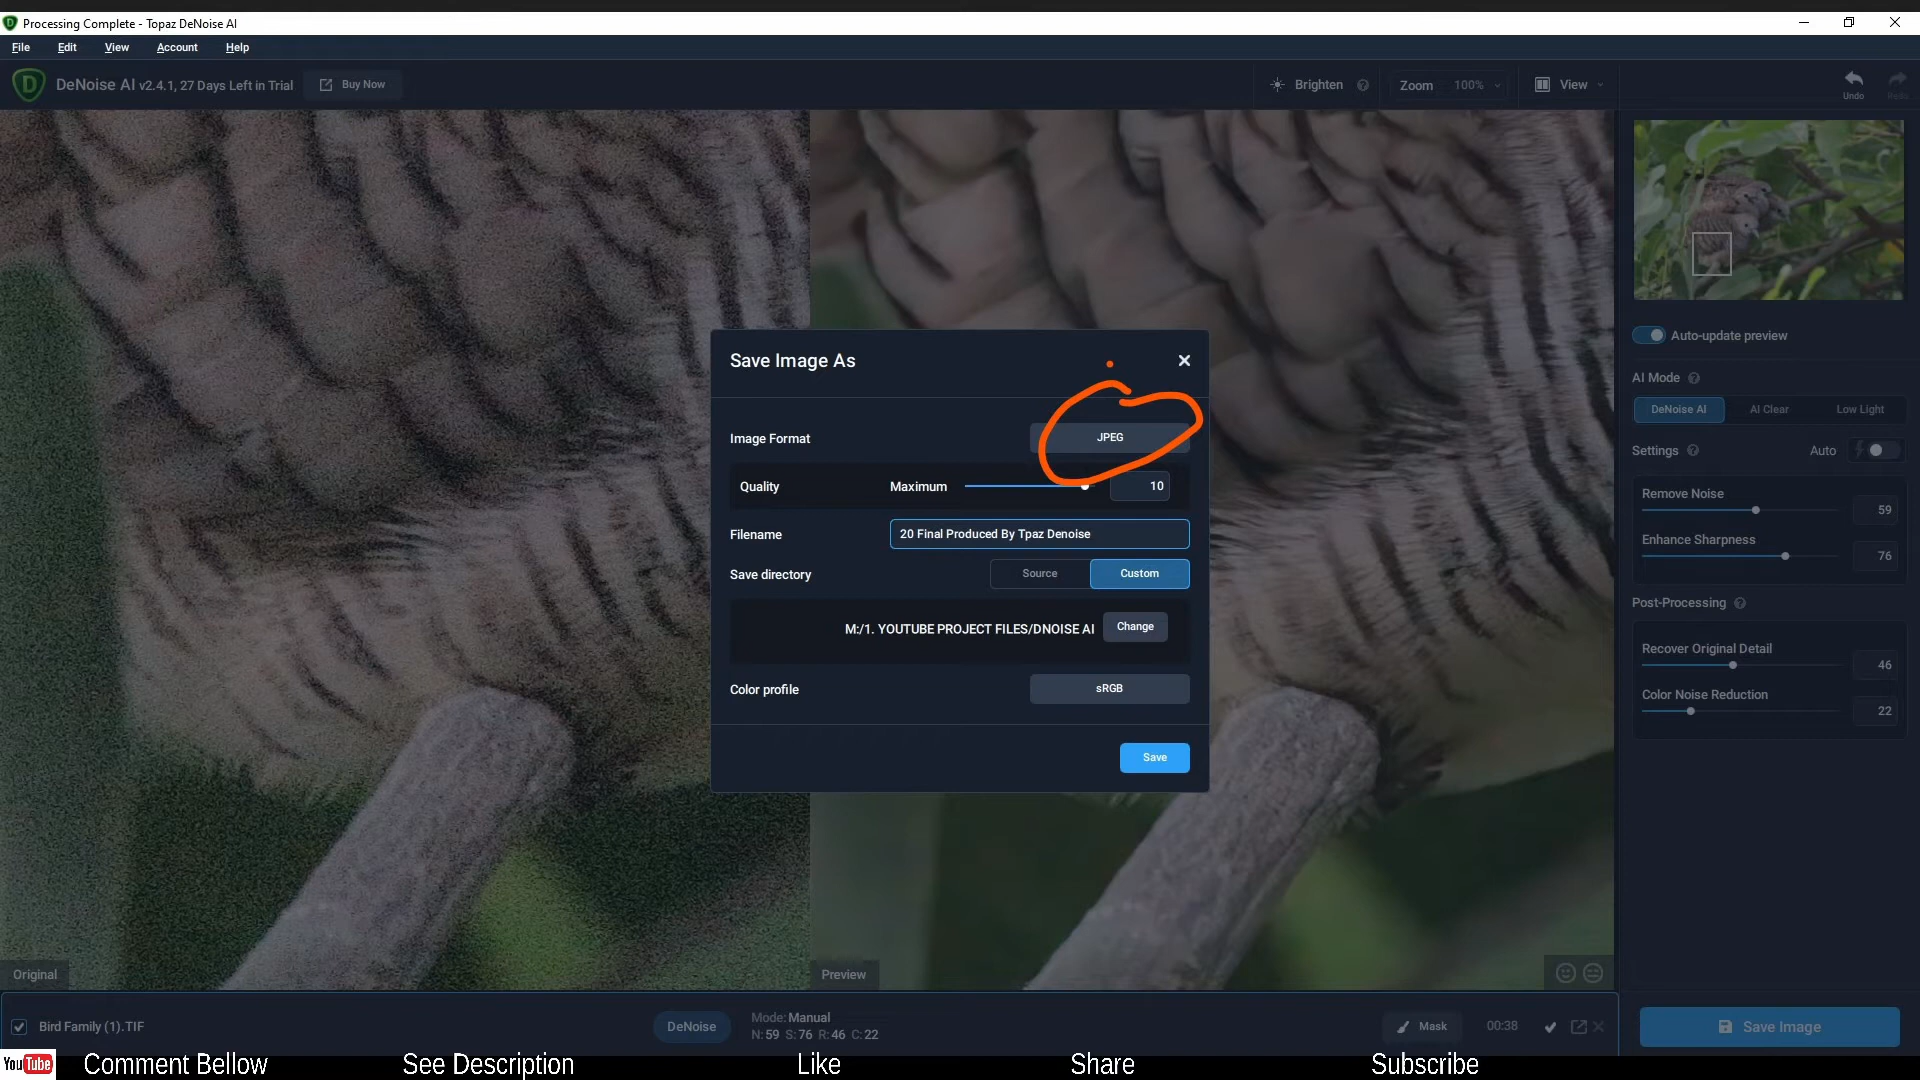 Processing Complete - Topaz DeNoise AI
File Edit View Account Help
DeNoise AI v2.4.1, 27 Days Left in Trial Buy Now Brighten Zoom 100% View Undo Redo
Auto-update preview
Save Image As
AI Mode
DeNoise AI AI Clear Low Light
Image Format JPEG
Settings Auto
Quality Maximum 10
Remove Noise 59
Filename 20 Final Produced By Tpaz Denoise
Enhance Sharpness 76
Save directory Source Custom
Post-Processing
M:/1. YOUTUBE PROJECT FILES/DNOISE AI Change
Recover Original Detail 46
Color profile sRGB
Color Noise Reduction 22
Save
Original Preview
Bird Family (1).TIF DeNoise Mode: Manual Mask 00:38 Save Image
N: 59 S: 76 R: 46 C: 22
YouTube Comment Bellow See Description Like Share Subscribe